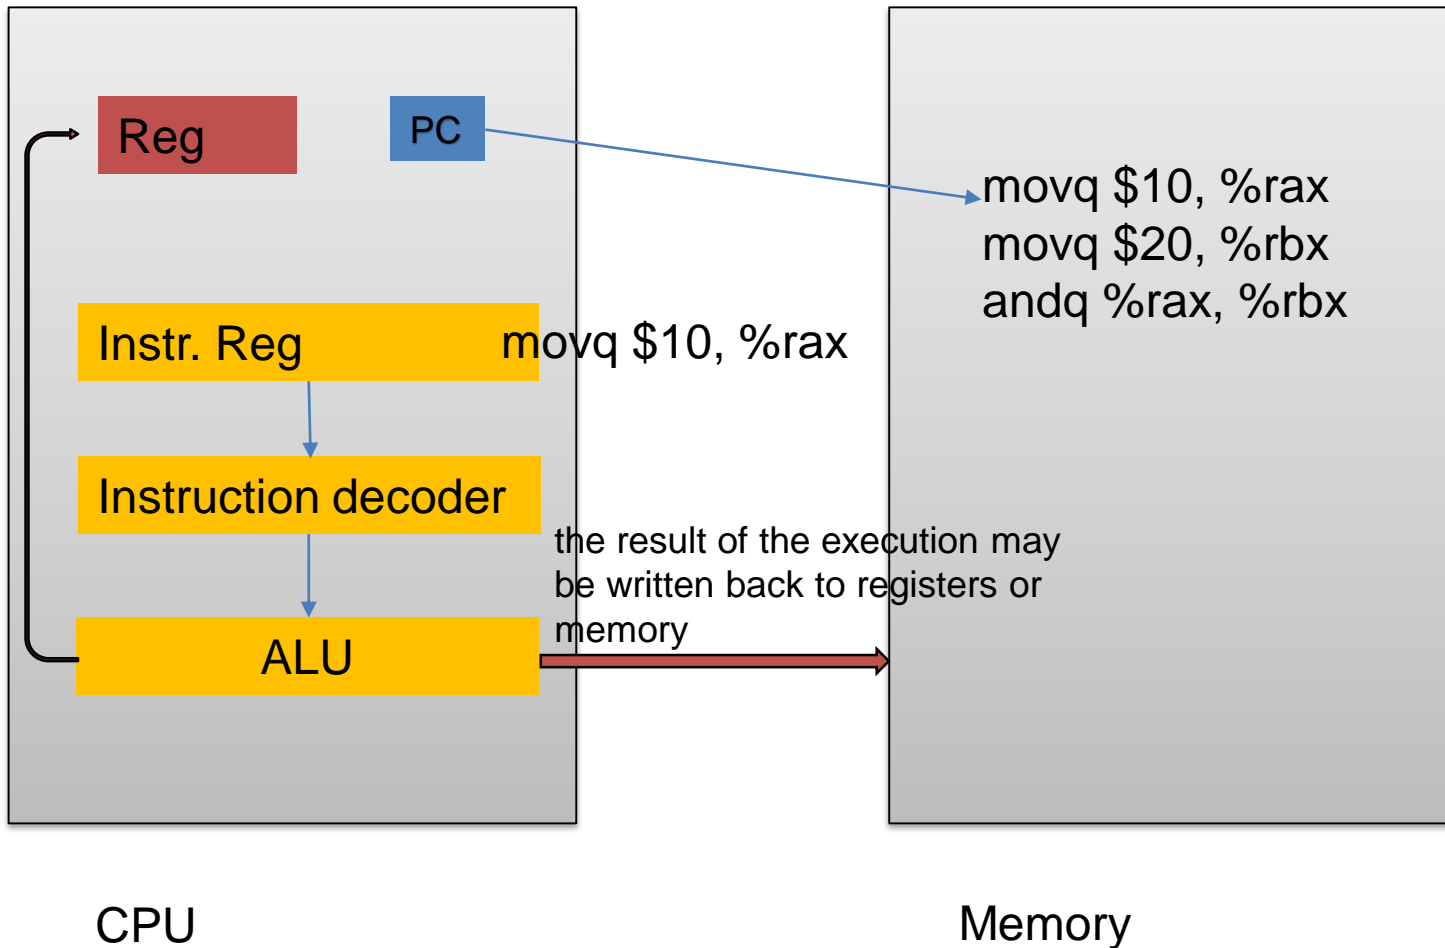 Reg
PC
movq $10, %rax
movq $20, %rbx
andq %rax, %rbx
Instr. Reg
movq $10, %rax
Instruction decoder
the result of the execution may
be written back to registers or
memory
ALU
CPU
Memory